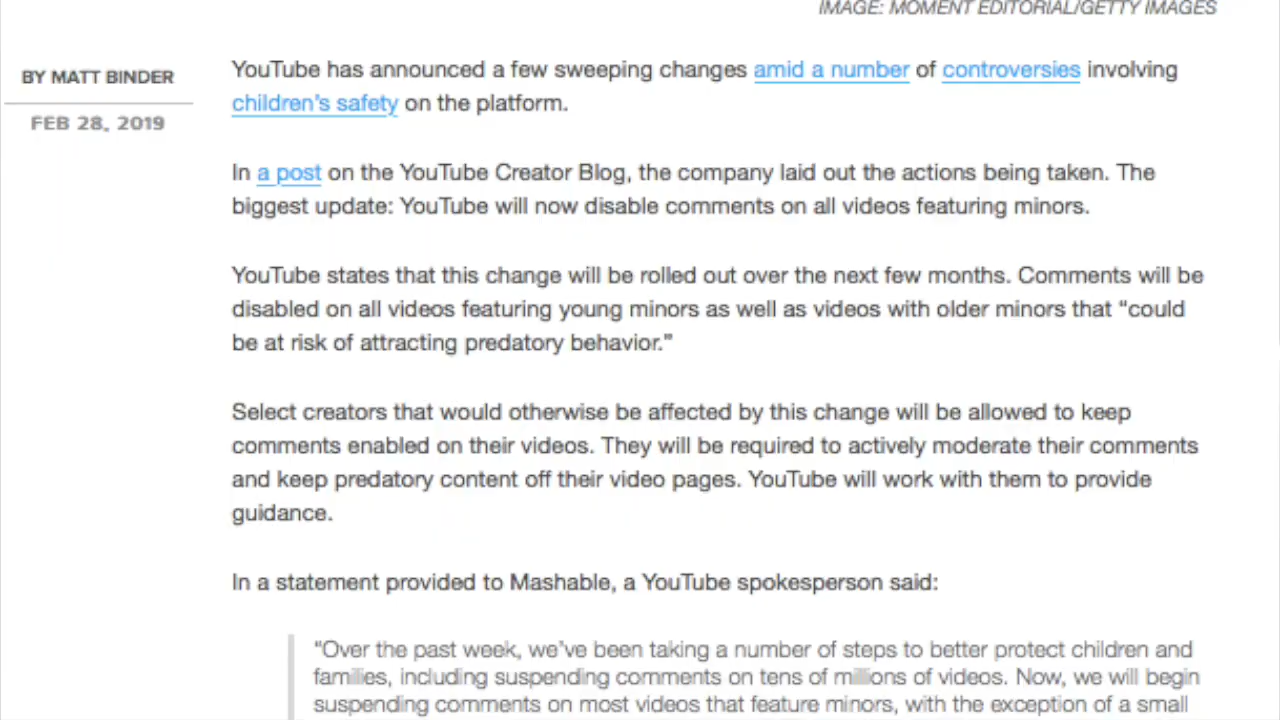 IMAGE: MOMENT EDITORIAL/GETTY IMAGES
BY MATT BINDER
FEB 28, 2019
YouTube has announced a few sweeping changes amid a number of controversies involving
children's safety on the platform.
In a post on the YouTube Creator Blog, the company laid out the actions being taken. The
biggest update: YouTube will now disable comments on all videos featuring minors.
YouTube states that this change will be rolled out over the next few months. Comments will be
disabled on all videos featuring young minors as well as videos with older minors that “could
be at risk of attracting predatory behavior.”
Select creators that would otherwise be affected by this change will be allowed to keep
comments enabled on their videos. They will be required to actively moderate their comments
and keep predatory content off their video pages. YouTube will work with them to provide
guidance.
In a statement provided to Mashable, a YouTube spokesperson said:
“Over the past week, we’ve been taking a number of steps to better protect children and
families, including suspending comments on tens of millions of videos. Now, we will begin
suspending comments on most videos that feature minors, with the exception of a small